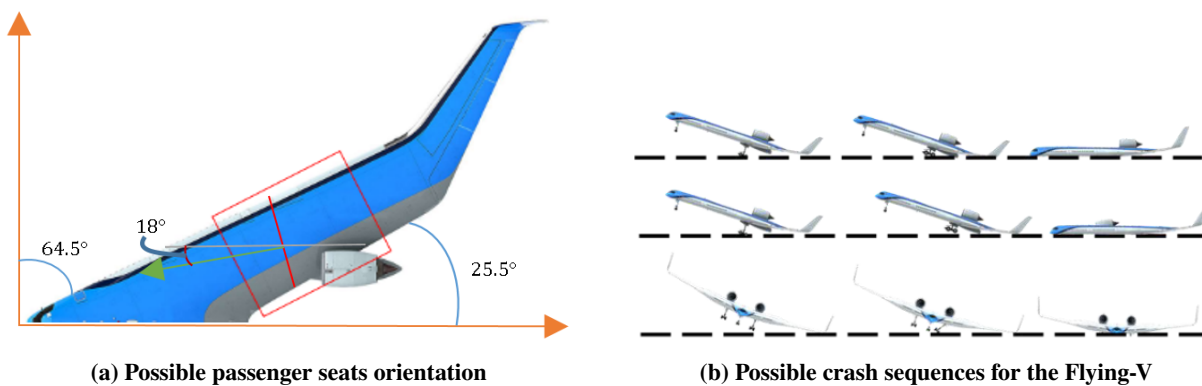 18°
64.5°
25.5°
(a) Possible passenger seats orientation
(b) Possible crash sequences for the Flying-V